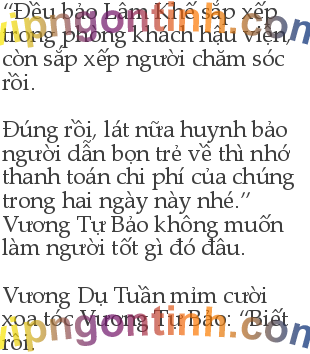 “Đều bảo Lâm Khế sắp xếp
trong phòng khách hậu viện,
còn sắp xếp người chăm sóc
rồi.
Đúng rồi, lát nữa huynh bảo
người dẫn bọn trẻ về thì nhớ
thanh toán chi phí của chúng
trong hai ngày này nhé.”
Vương Tự Bảo không muốn
làm người tốt gì đó đâu.
Vương Dụ Tuần mỉm cười
xoa tóc Vương Tự Bảo: “Biết
rồi.